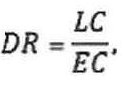 DR = LC / EC,